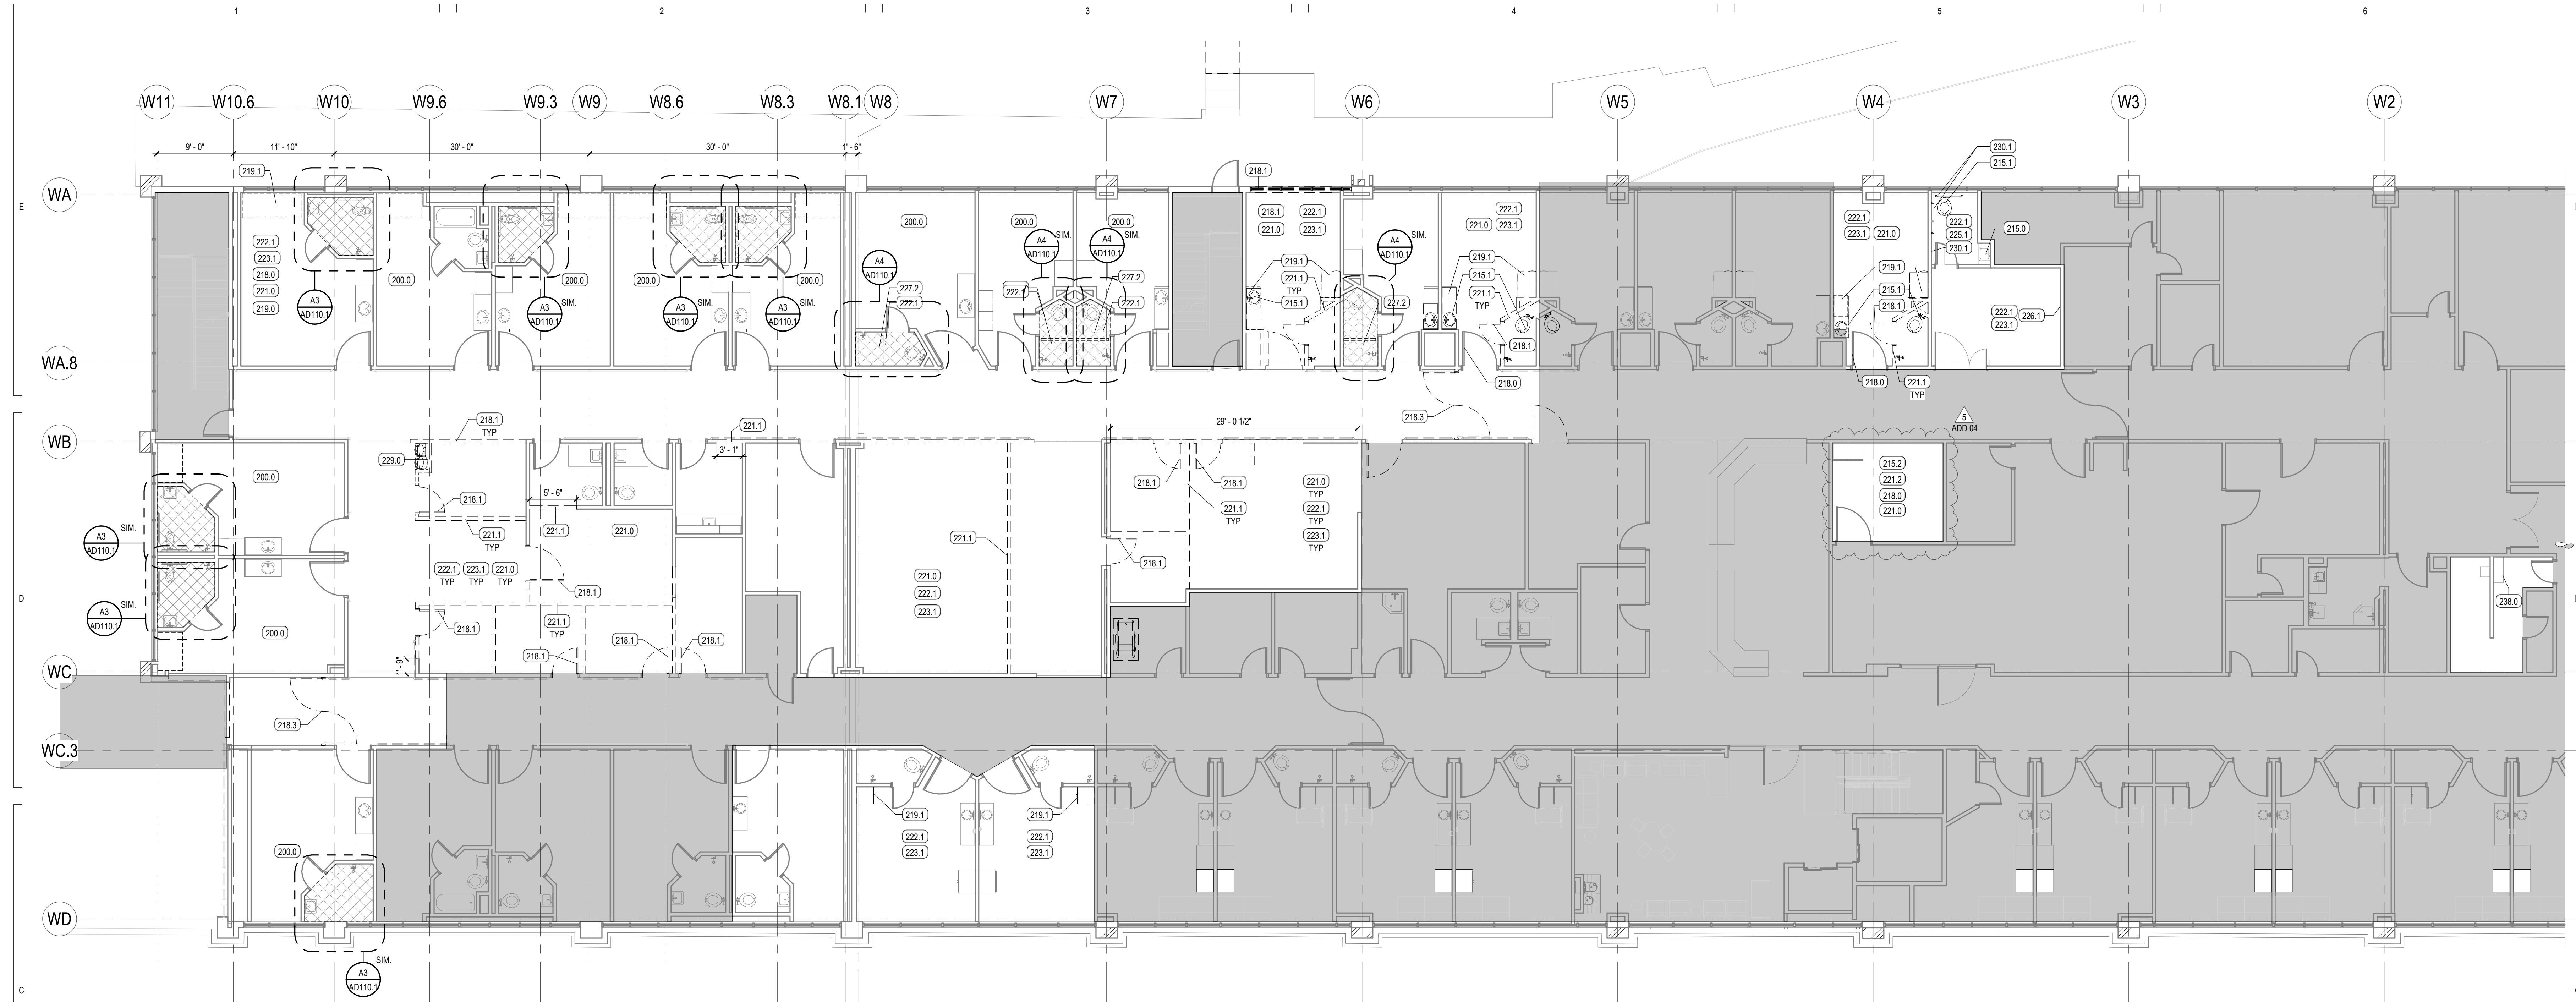 1
2
3
4
5
6
W11
W10.6
W10
W9.6
W9.3
W9
W8.6
W8.3
W8.1
W8
W7
W6
W5
W4
W3
W2
9' - 0"
11' - 10"
30' - 0"
30' - 0"
1' - 6"
E
WA
219.1
222.1
223.1
218.0
221.0
219.0
A3
AD110.1
200.0
A3
AD110.1
SIM.
200.0
200.0
A3
AD110.1
SIM.
A3
AD110.1
SIM.
200.0
200.0
A4
AD110.1
227.2
222.1
200.0
A4
AD110.1
SIM.
222.1
200.0
A4
AD110.1
SIM.
227.2
222.1
218.1
218.1
221.0
222.1
223.1
219.1
221.1
TYP
215.1
A4
AD110.1
SIM.
227.2
222.1
221.0
223.1
219.1
215.1
221.1
TYP
218.1
218.0
218.3
230.1
215.1
222.1
223.1
221.0
222.1
225.1
230.1
215.0
219.1
215.1
218.1
222.1
223.1
226.1
218.0
221.1
TYP
5
ADD 04
WA.8
WB
D
200.0
A3
AD110.1
SIM.
A3
AD110.1
SIM.
200.0
218.1
TYP
229.0
218.1
221.1
TYP
222.1
TYP
223.1
TYP
221.0
TYP
218.1
5' - 6"
221.1
221.0
218.1
221.1
TYP
218.1
218.1
218.1
1' - 9"
221.1
3' - 1"
221.1
221.0
222.1
223.1
29' - 0 1/2"
218.1
218.1
221.1
TYP
218.1
221.0
TYP
222.1
TYP
223.1
TYP
215.2
221.2
218.0
221.0
238.0
WC
218.3
WC.3
200.0
A3
AD110.1
SIM.
219.1
222.1
223.1
219.1
222.1
223.1
WD
C